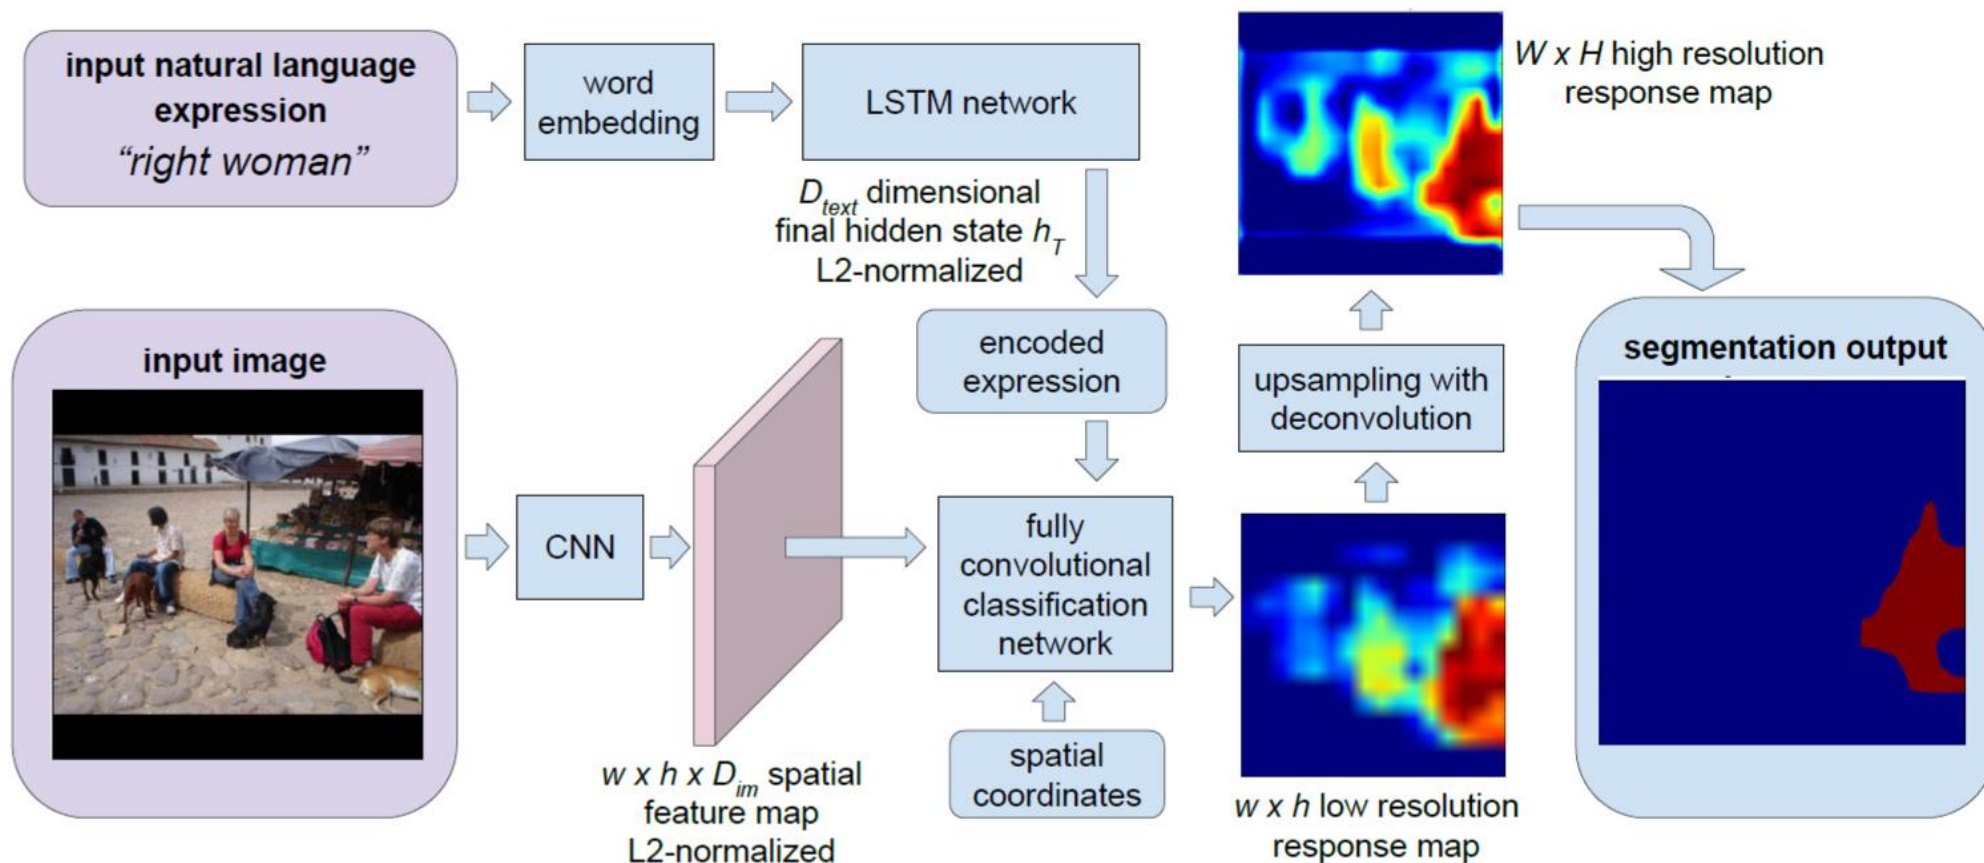 input natural language
expression
“right woman”
word
embedding
LSTM network
D_text dimensional
final hidden state h_T
L2-normalized
encoded
expression
input image
CNN
w x h x D_im spatial
feature map
L2-normalized
fully
convolutional
classification
network
spatial
coordinates
w x h low resolution
response map
upsampling with
deconvolution
W x H high resolution
response map
segmentation output